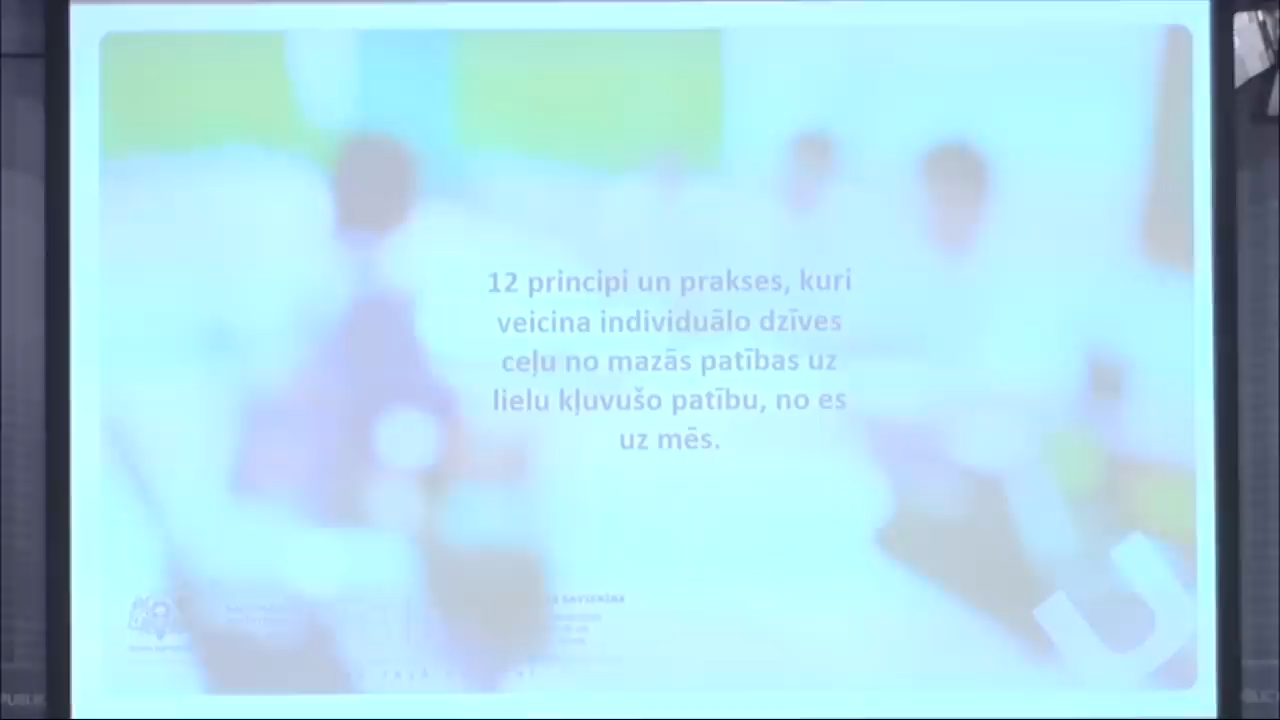 12 principi un prakses, kuri
veicina individuālo dzīves
ceļu no mazās patības uz
lielu kļuvušo patību, no es
uz mēs.
SAVIENĪBA